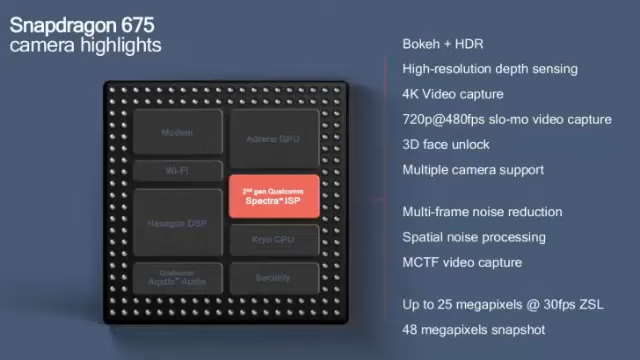 Snapdragon 675
camera highlights
Modem
Adreno GPU
Wi-Fi
2nd gen Qualcomm
Spectra™ ISP
Hexagon DSP
Kryo CPU
Qualcomm
Aqstic™ Audio
Security
Bokeh + HDR
High-resolution depth sensing
4K Video capture
720p@480fps slo-mo video capture
3D face unlock
Multiple camera support
Multi-frame noise reduction
Spatial noise processing
MCTF video capture
Up to 25 megapixels @ 30fps ZSL
48 megapixels snapshot